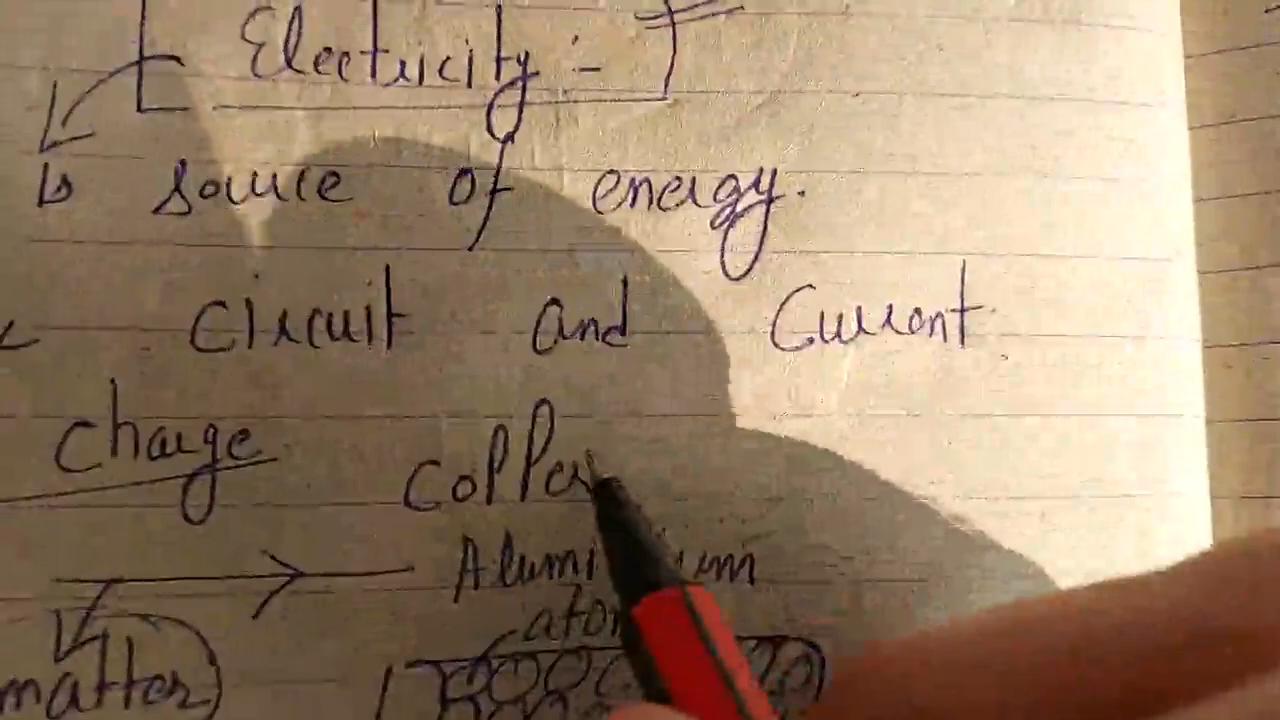 Electricity :-
source of energy.
Circuit and Current
Charge
Copper
Aluminium
atom
matter